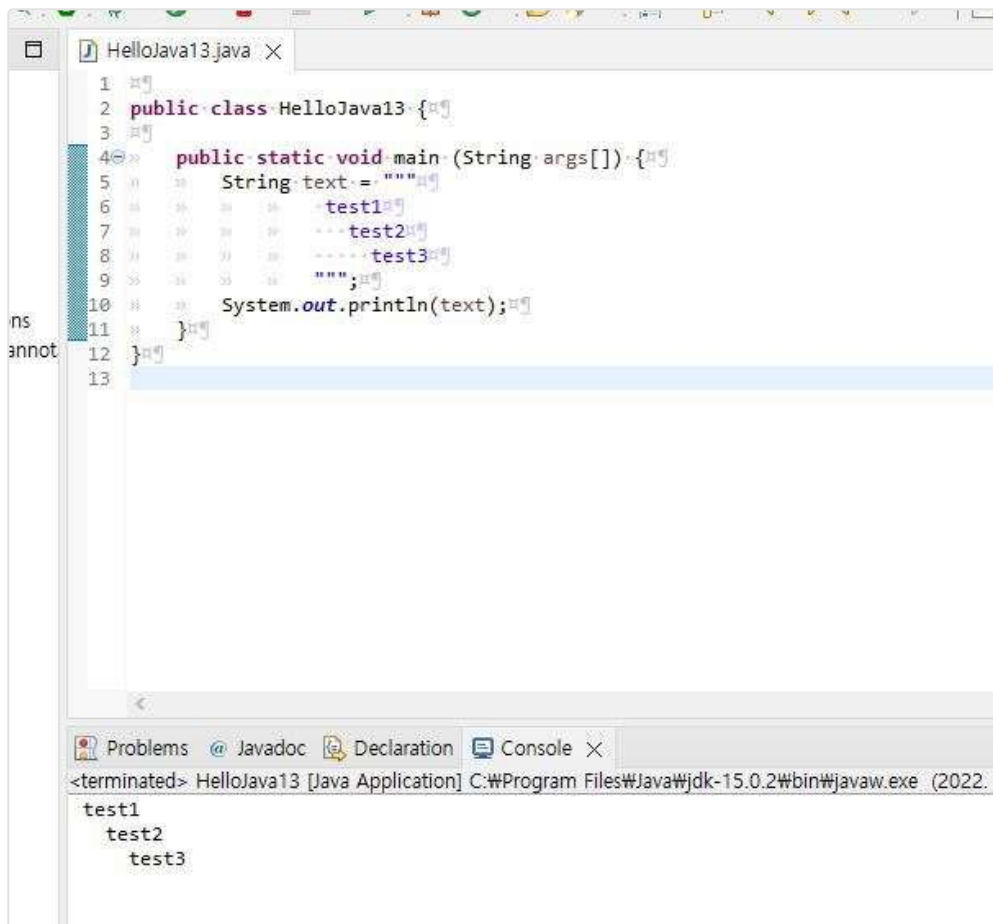 HelloJava13.java
1
2 public class HelloJava13 {
3
4 public static void main (String args[]) {
5 String text = """
6 test1
7 test2
8 test3
9 """;
10 System.out.println(text);
11 }
12 }
13
ns
annot
Problems @ Javadoc Declaration Console
<terminated> HelloJava13 [Java Application] C:₩Program Files₩Java₩jdk-15.0.2₩bin₩javaw.exe (2022.
test1
test2
test3